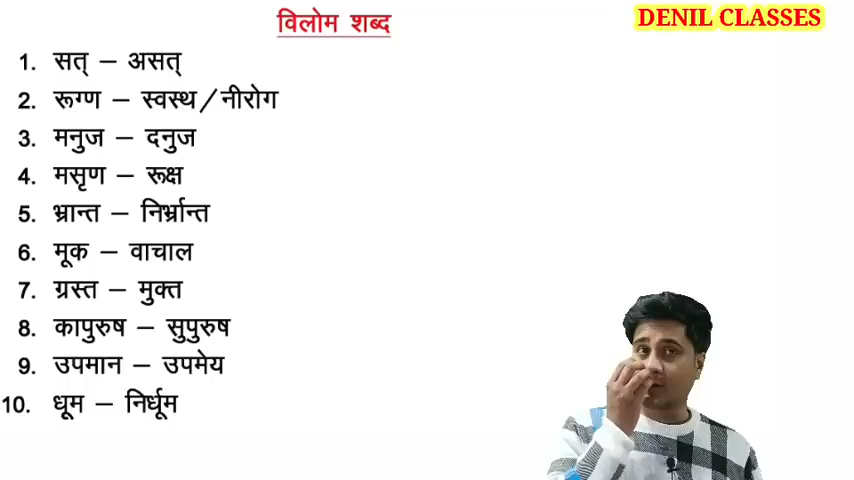 विलोम शब्द
DENIL CLASSES
1. सत् – असत्
2. रूग्ण – स्वस्थ/नीरोग
3. मनुज – दनुज
4. मसृण – रूक्ष
5. भ्रान्त – निर्भ्रान्त
6. मूक – वाचाल
7. ग्रस्त – मुक्त
8. कापुरुष – सुपुरुष
9. उपमान – उपमेय
10. धूम – निर्धूम